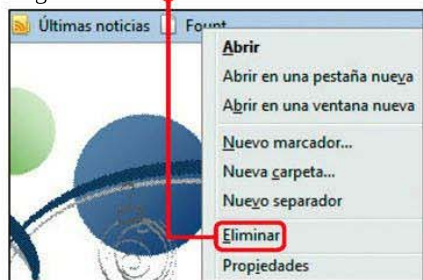 Últimas noticias Fount
Abrir
Abrir en una pestaña nueva
Abrir en una ventana nueva
Nuevo marcador...
Nueva carpeta...
Nuevo separador
Eliminar
Propiedades